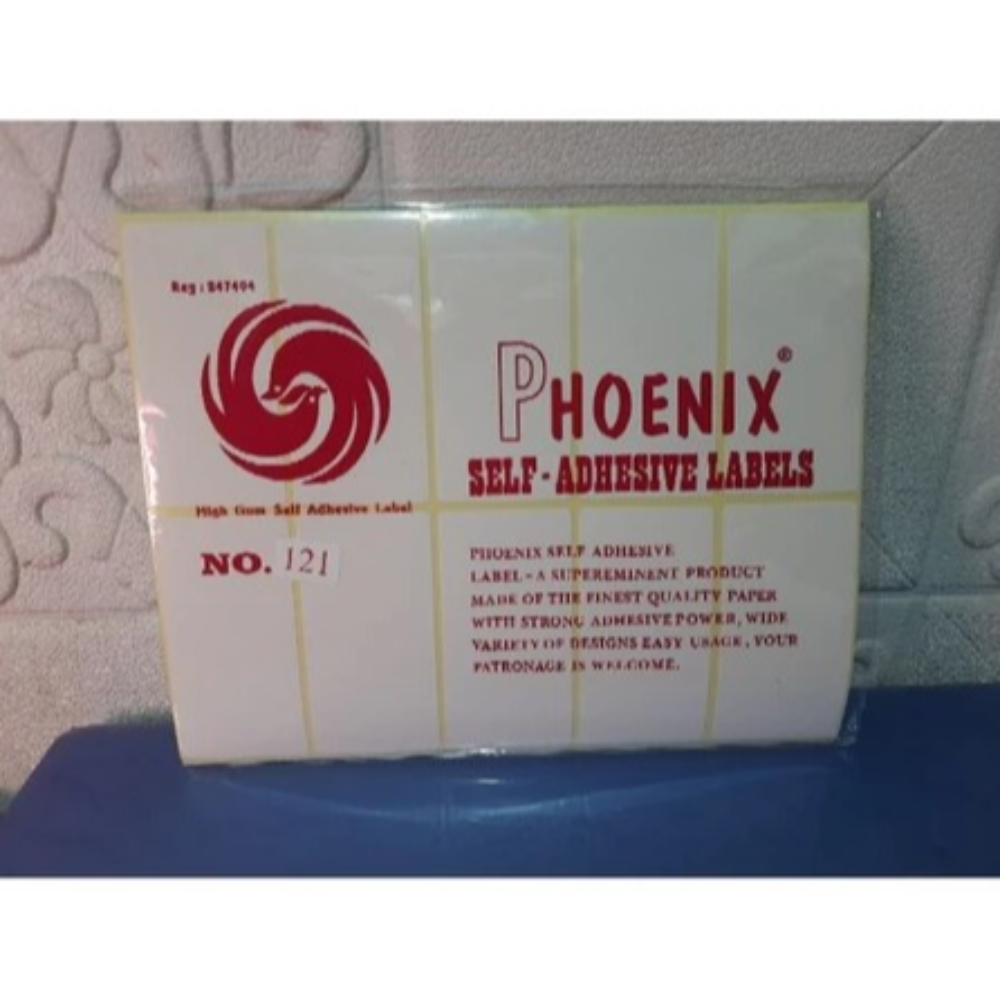 Reg : 847404
PHOENIX®
SELF-ADHESIVE LABELS
High Gum Self Adhesive Label
NO. 121
PHOENIX SELF ADHESIVE
LABEL - A SUPEREMINENT PRODUCT
MADE OF THE FINEST QUALITY PAPER
WITH STRONG ADHESIVE POWER, WIDE
VARIETY OF DESIGNS EASY USAGE, YOUR
PATRONAGE IS WELCOME.